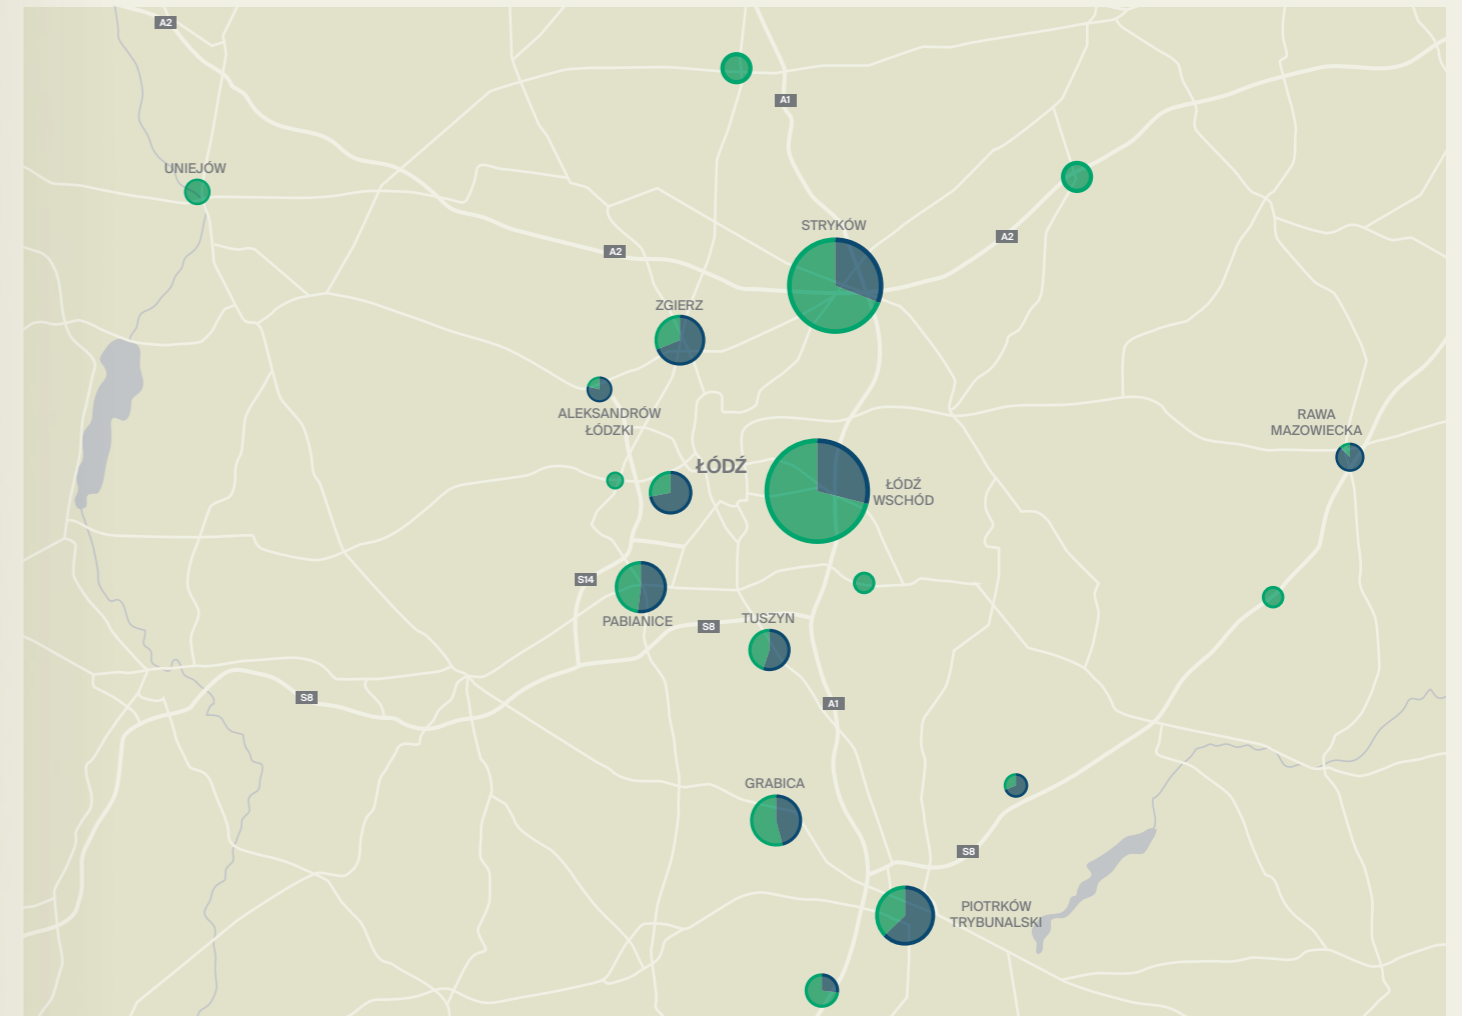 A2
A1
UNIEJÓW
STRYKÓW
A2
A2
ZGIERZ
ALEKSANDRÓW
ŁÓDZKI
RAWA
MAZOWIECKA
ŁÓDŹ
ŁÓDŹ
WSCHÓD
S14
PABIANICE
S8
TUSZYN
S8
A1
GRABICA
S8
PIOTRKÓW
TRYBUNALSKI